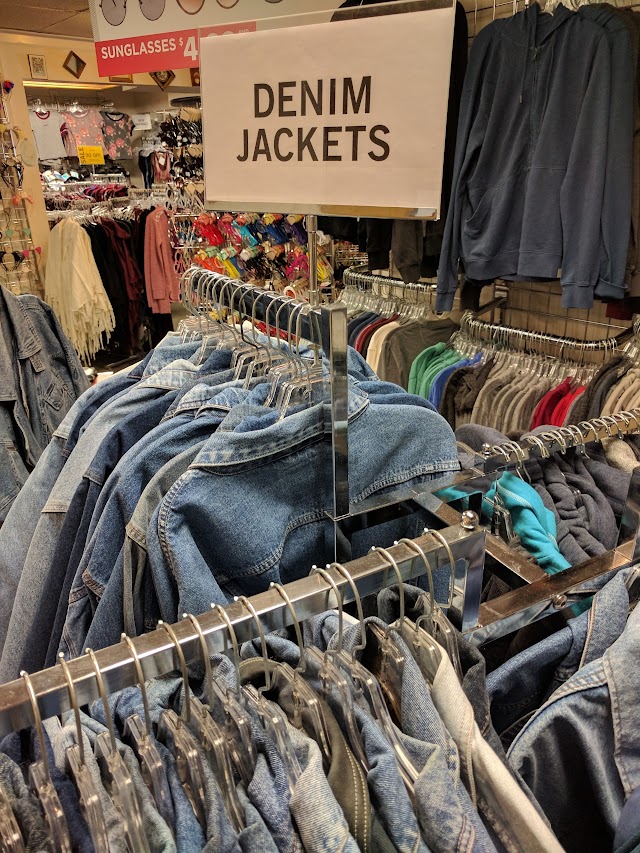 SUNGLASSES $4
DENIM
JACKETS